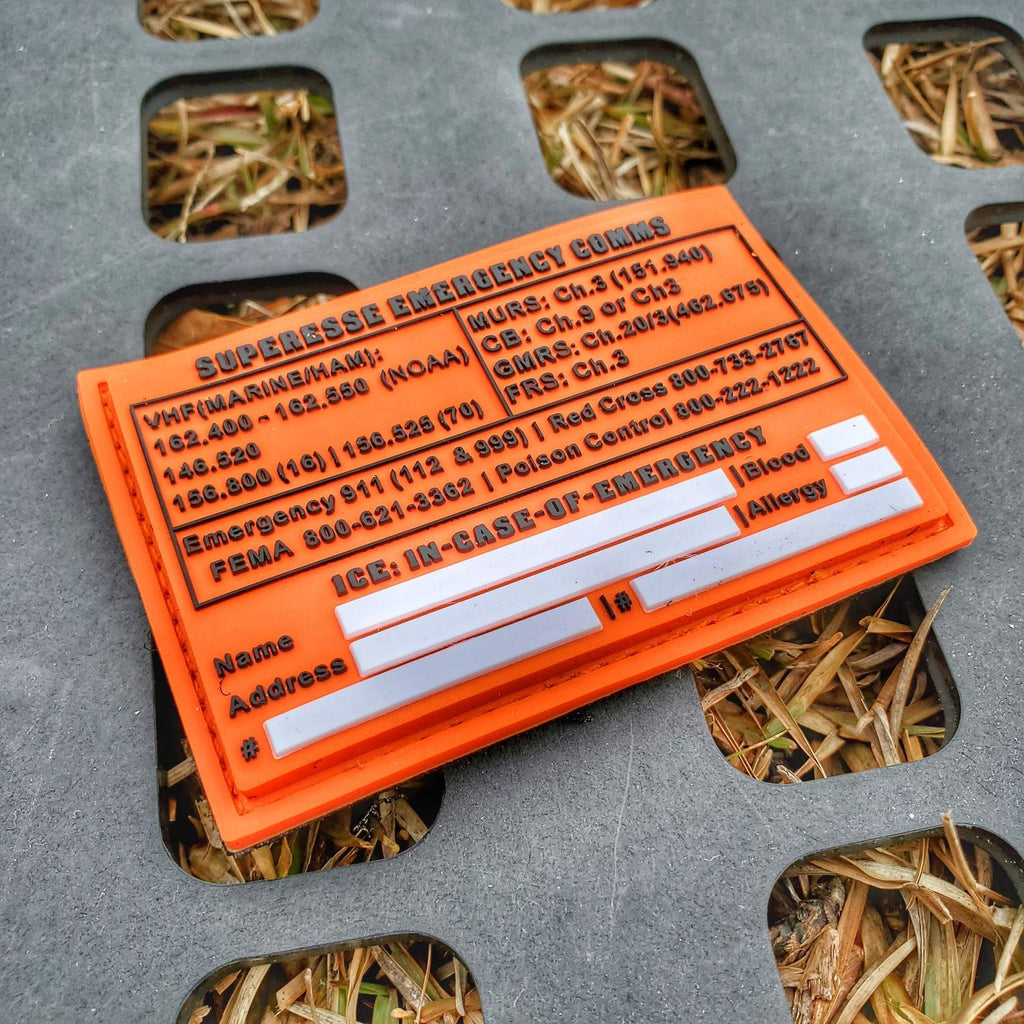 SUPERESSE EMERGENCY COMMS
VHF(MARINE/HAM):
162.400 - 162.550 (NOAA)
146.520
156.800 (16) | 156.525 (70)
MURS: Ch.3 (151.940)
CB: Ch.9 or Ch3
GMRS: Ch.20/3(462.675)
FRS: Ch.3
Emergency 911 (112 & 999) | Red Cross 800-733-2767
FEMA 800-621-3362 | Poison Control 800-222-1222
ICE: IN-CASE-OF-EMERGENCY
Name |Blood
Address |Allergy
# |#